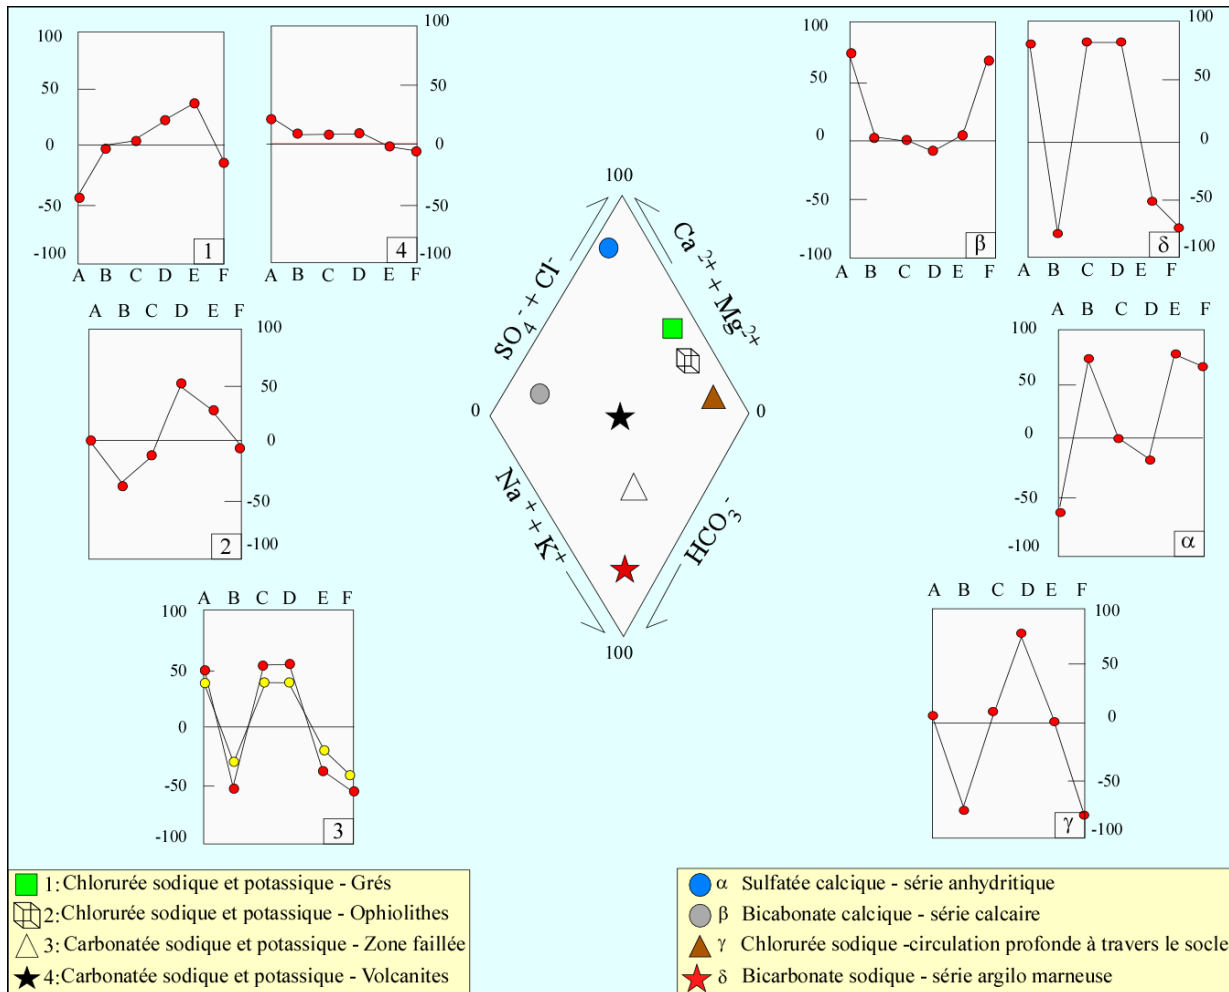 100
50
0
-50
-100
A B C D E F
1
100
50
0
-50
-100
A B C D E F
4
100
50
0
-50
-100
A B C D E F
β
100
50
0
-50
-100
A B C D E F
δ
A B C D E F
100
50
0
-50
-100
2
A B C D E F
100
50
0
-50
-100
3
100
SO4- + Cl-
Ca-2+ + Mg-2+
0
0
Na+ + K+
HCO3-
100
A B C D E F
100
50
0
-50
-100
α
A B C D E F
100
50
0
-50
-100
γ
1: Chlorurée sodique et potassique - Grés
2: Chlorurée sodique et potassique - Ophiolithes
3: Carbonatée sodique et potassique - Zone faillée
4: Carbonatée sodique et potassique - Volcanites
α Sulfatée calcique - série anhydritique
β Bicabonate calcique - série calcaire
γ Chlorurée sodique -circulation profonde à travers le socle
δ Bicarbonate sodique - série argilo marneuse